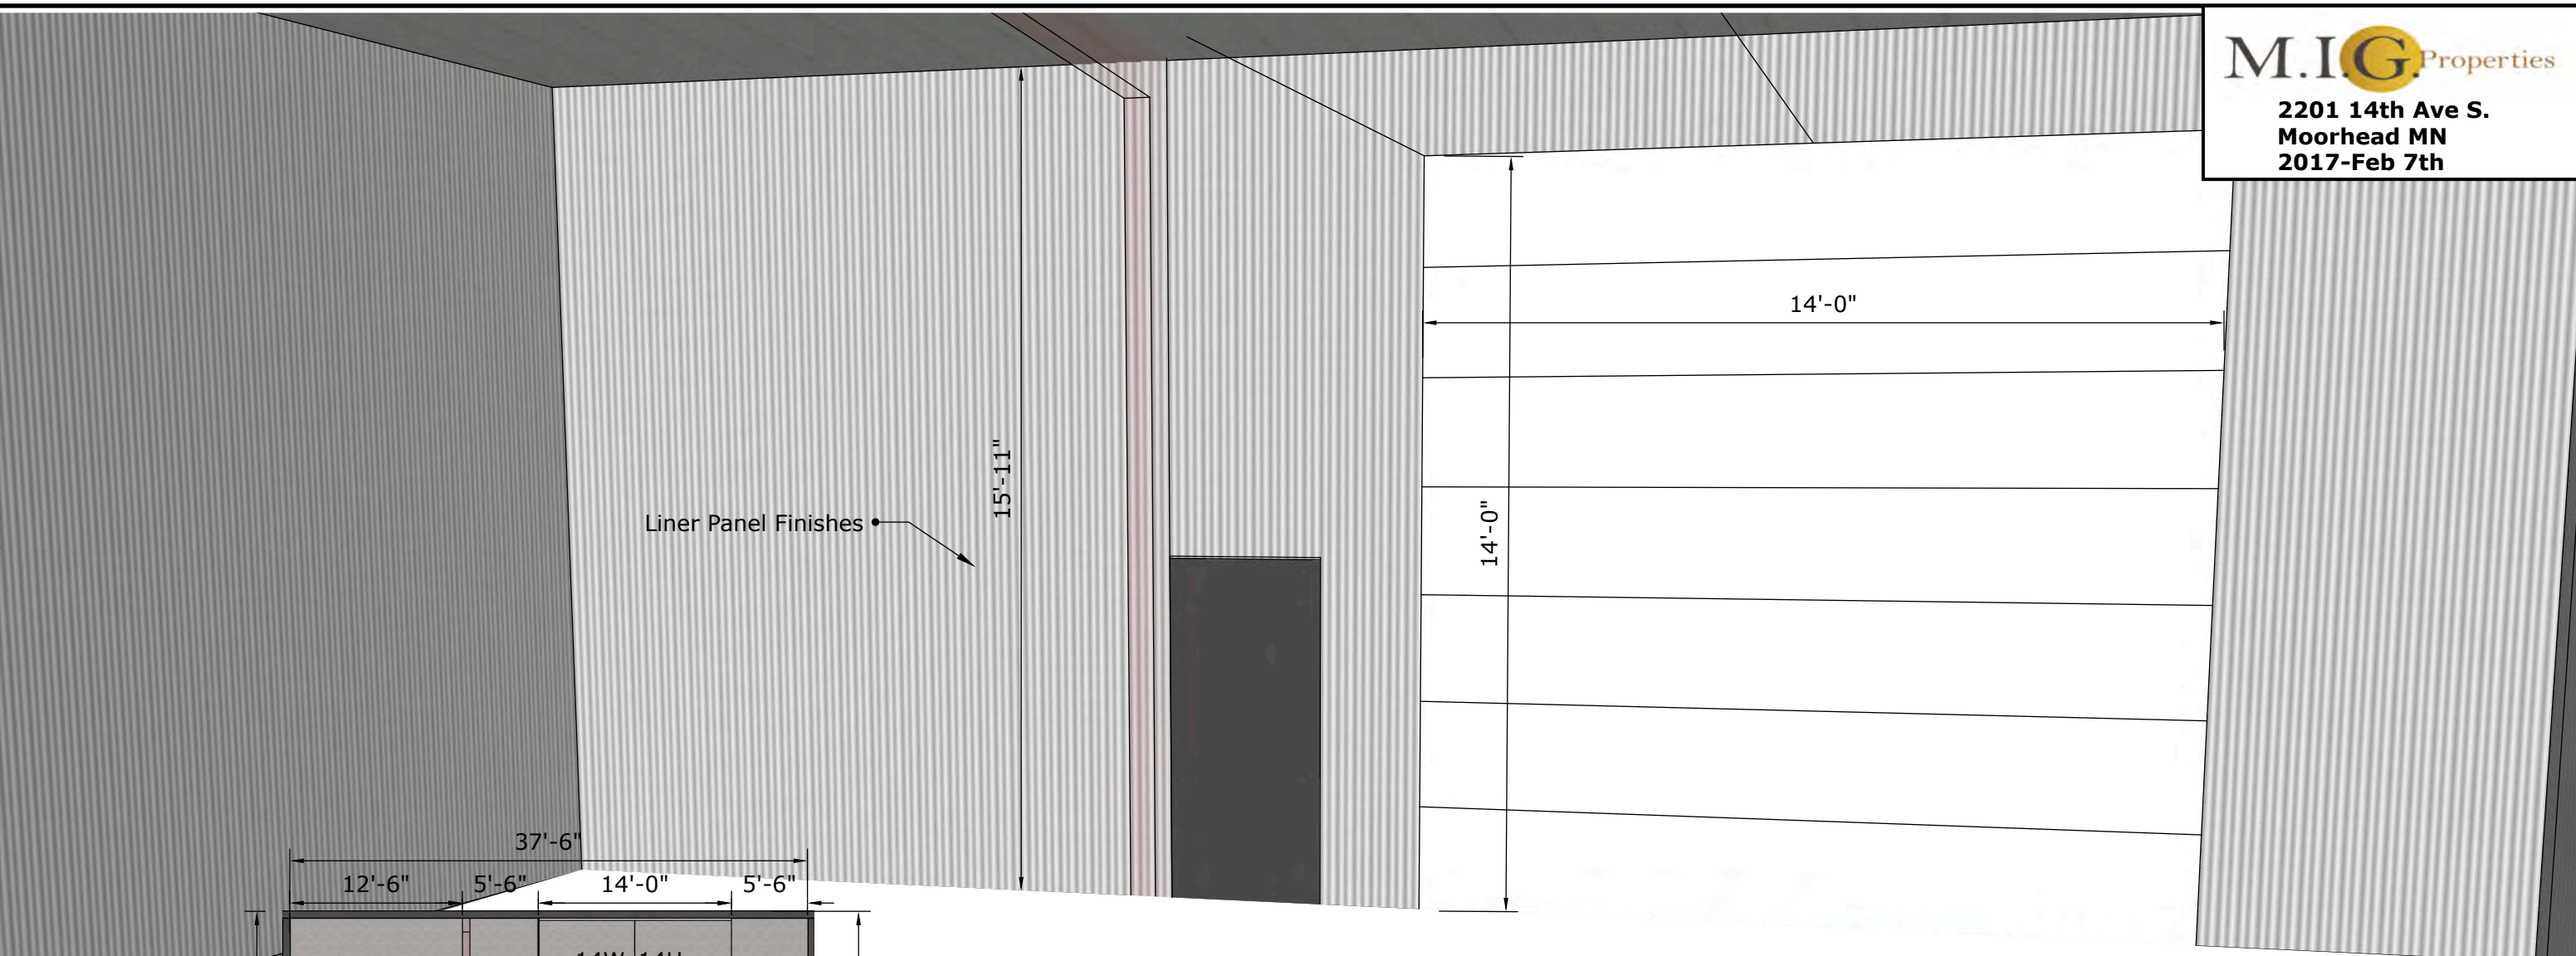 M.I.G. Properties
2201 14th Ave S.
Moorhead MN
2017-Feb 7th
14'-0"
15'-11"
14'-0"
Liner Panel Finishes
37'-6"
12'-6" 5'-6" 14'-0" 5'-6"